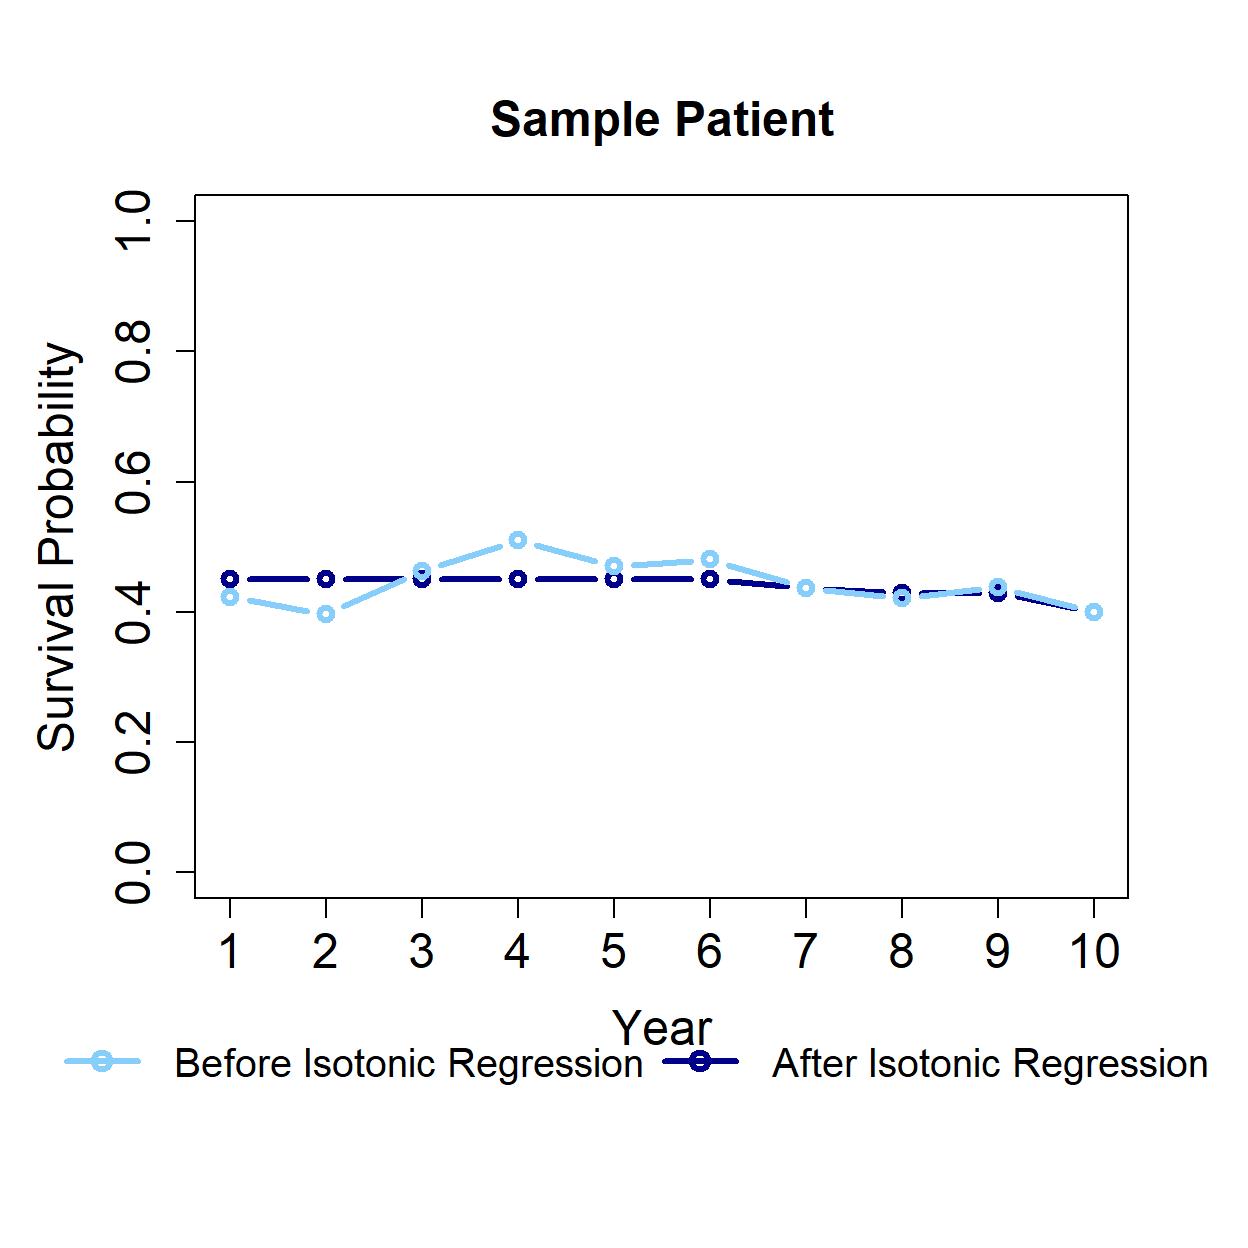 Sample Patient
Survival Probability
1.0
0.8
0.6
0.4
0.2
0.0
1 2 3 4 5 6 7 8 9 10
Year
Before Isotonic Regression After Isotonic Regression